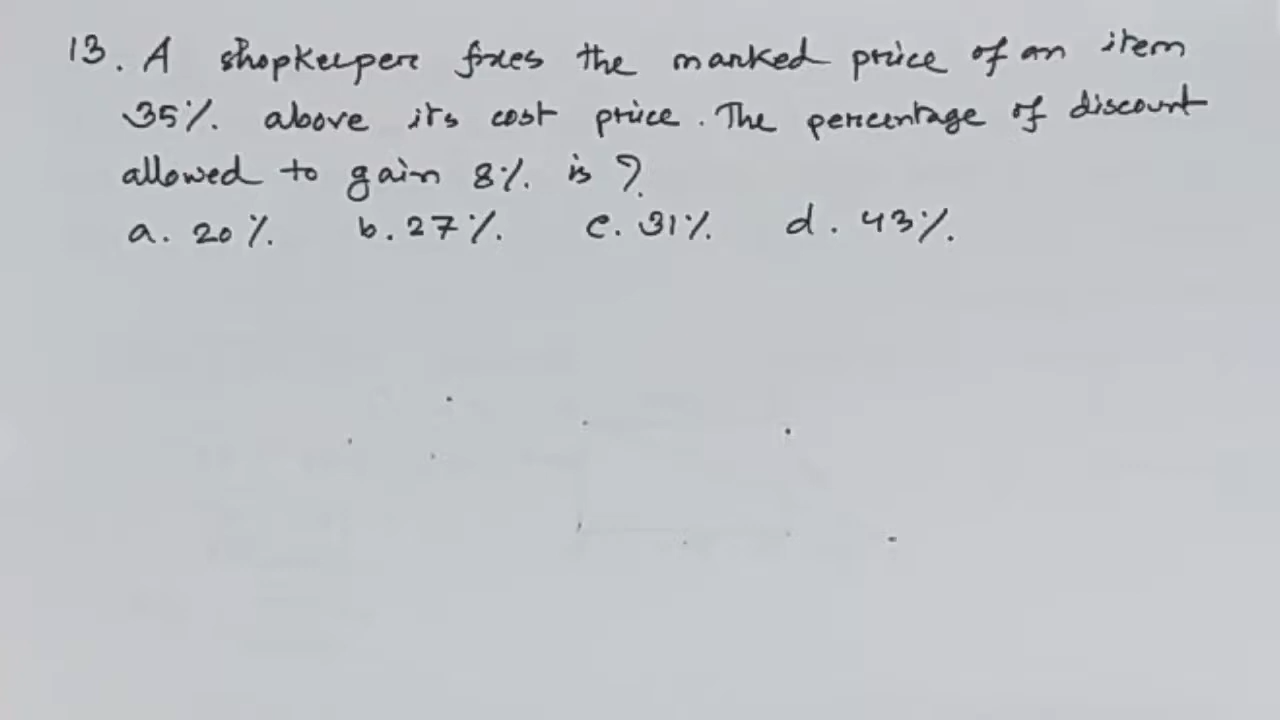 13. A shopkeeper fixes the marked price of an item
35%. above its cost price. The percentage of discount
allowed to gain 8%. is ?
a. 20%. b. 27%. c. 31%. d. 43%.